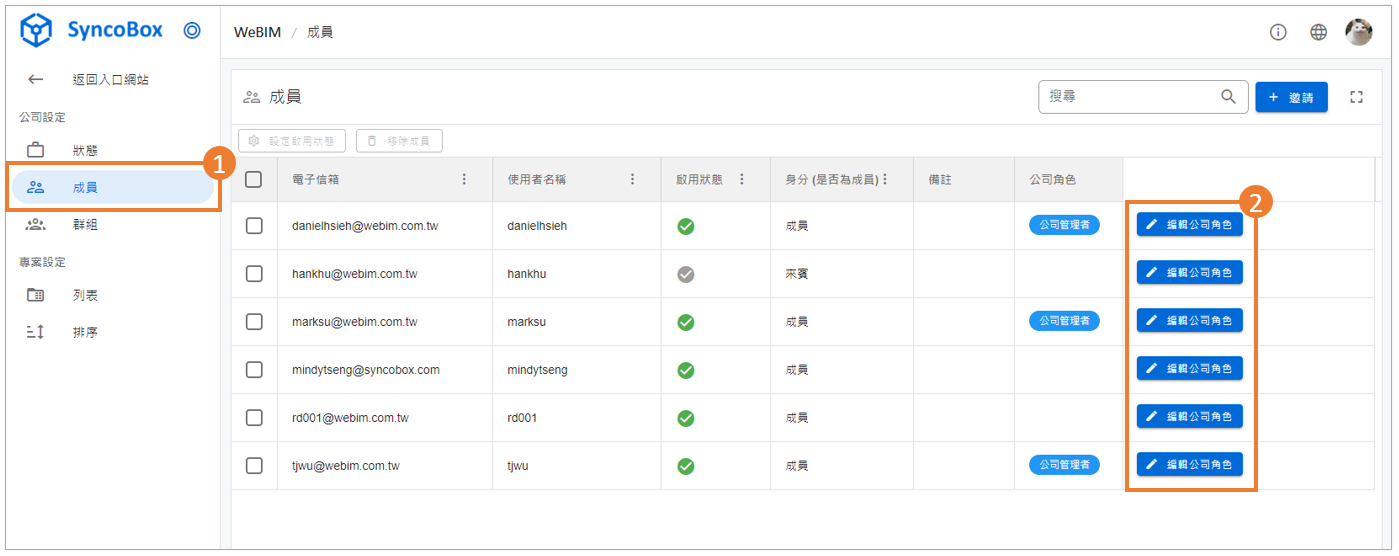 SyncoBox
WeBIM / 成員
返回入口網站
公司設定
狀態
成員
1
群組
專案設定
列表
排序
成員
搜尋
+ 邀請
設定啟用狀態 移除成員
電子信箱 使用者名稱 啟用狀態 身分 (是否為成員) 備註 公司角色
2
danielhsieh@webim.com.tw danielhsieh 成員 公司管理者 編輯公司角色
hankhu@webim.com.tw hankhu 來賓 編輯公司角色
marksu@webim.com.tw marksu 成員 公司管理者 編輯公司角色
mindytseng@syncobox.com mindytseng 成員 編輯公司角色
rd001@webim.com.tw rd001 成員 編輯公司角色
tjwu@webim.com.tw tjwu 成員 公司管理者 編輯公司角色